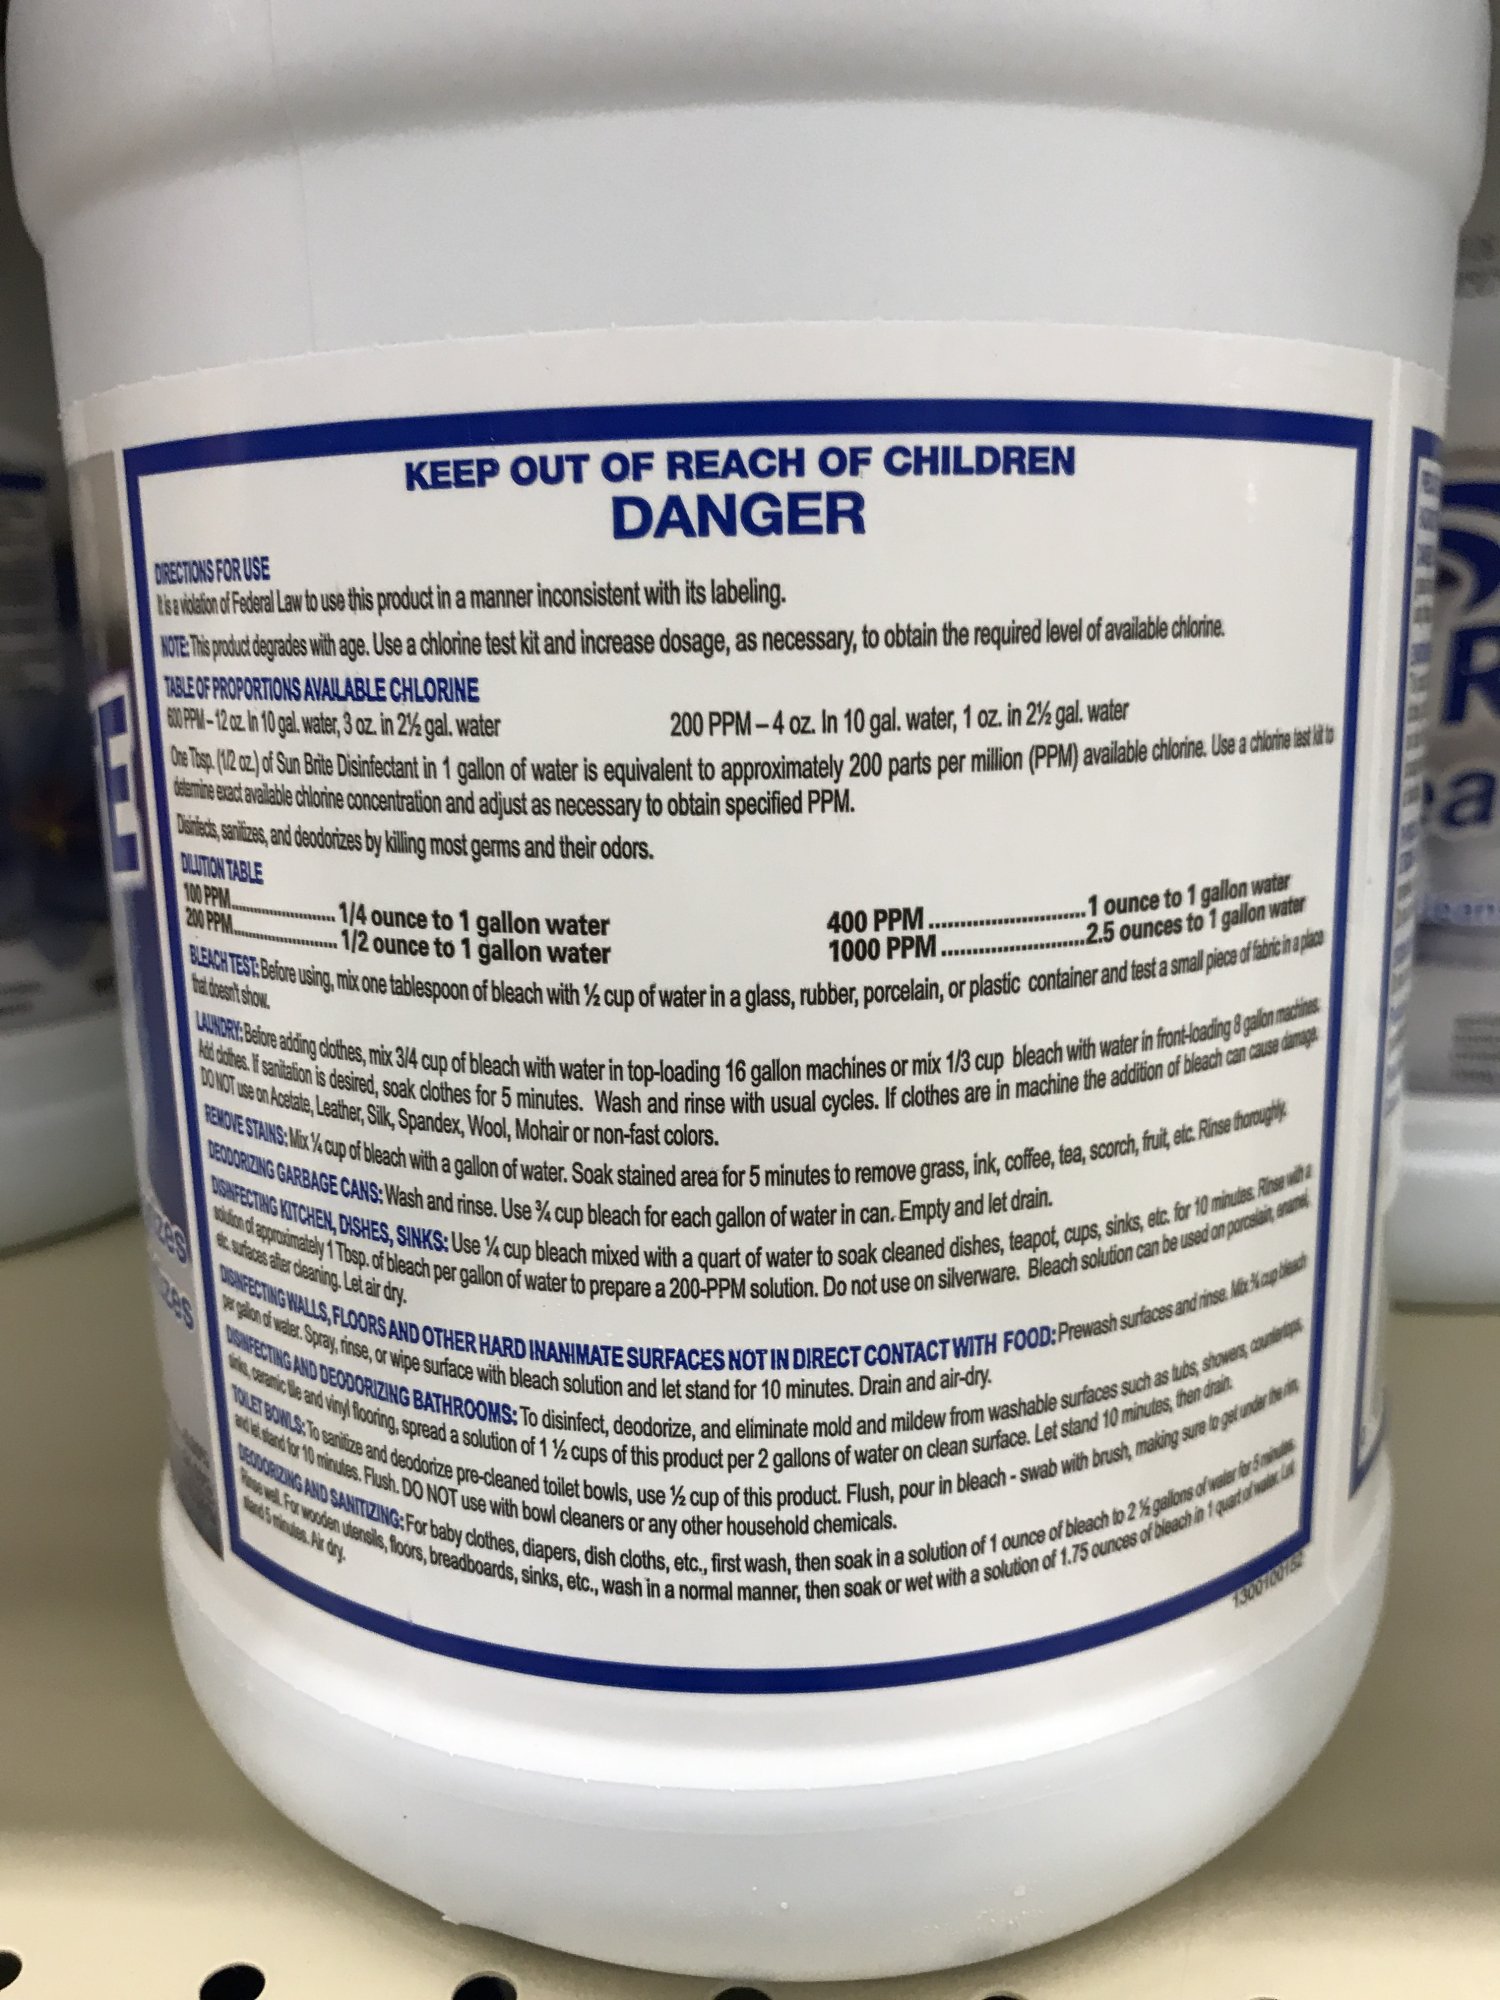 KEEP OUT OF REACH OF CHILDREN
DANGER
DIRECTIONS FOR USE
It is a violation of Federal Law to use this product in a manner inconsistent with its labeling.
NOTE: This product degrades with age. Use a chlorine test kit and increase dosage, as necessary, to obtain the required level of available chlorine.
TABLE OF PROPORTIONS AVAILABLE CHLORINE
600 PPM – 12 oz. In 10 gal. water, 3 oz. in 2½ gal. water 200 PPM – 4 oz. In 10 gal. water, 1 oz. in 2½ gal. water
One Tbsp. (1/2 oz.) of Sun Brite Disinfectant in 1 gallon of water is equivalent to approximately 200 parts per million (PPM) available chlorine. Use a chlorine test kit to
determine exact available chlorine concentration and adjust as necessary to obtain specified PPM.
Disinfects, sanitizes, and deodorizes by killing most germs and their odors.
DILUTION TABLE
100 PPM........................ 1/4 ounce to 1 gallon water 400 PPM ..........................1 ounce to 1 gallon water
200 PPM........................ 1/2 ounce to 1 gallon water 1000 PPM ........................2.5 ounces to 1 gallon water
BLEACH TEST: Before using, mix one tablespoon of bleach with ½ cup of water in a glass, rubber, porcelain, or plastic container and test a small piece of fabric in a place
that doesn't show.
LAUNDRY: Before adding clothes, mix 3/4 cup of bleach with water in top-loading 16 gallon machines or mix 1/3 cup bleach with water in front-loading 8 gallon machines.
Add clothes. If sanitation is desired, soak clothes for 5 minutes. Wash and rinse with usual cycles. If clothes are in machine the addition of bleach can cause damage.
DO NOT use on Acetate, Leather, Silk, Spandex, Wool, Mohair or non-fast colors.
REMOVE STAINS: Mix ¼ cup of bleach with a gallon of water. Soak stained area for 5 minutes to remove grass, ink, coffee, tea, scorch, fruit, etc. Rinse thoroughly.
DEODORIZING GARBAGE CANS: Wash and rinse. Use ¾ cup bleach for each gallon of water in can. Empty and let drain.
DISINFECTING KITCHEN, DISHES, SINKS: Use ¼ cup bleach mixed with a quart of water to soak cleaned dishes, teapot, cups, sinks, etc. for 10 minutes. Rinse with a
solution of approximately 1 Tbsp. of bleach per gallon of water to prepare a 200-PPM solution. Do not use on silverware. Bleach solution can be used on porcelain, enamel,
etc. surfaces after cleaning. Let air dry.
DISINFECTING WALLS, FLOORS AND OTHER HARD INANIMATE SURFACES NOT IN DIRECT CONTACT WITH FOOD: Prewash surfaces and rinse. Mix ¾ cup bleach
per gallon of water. Spray, rinse, or wipe surface with bleach solution and let stand for 10 minutes. Drain and air-dry.
DISINFECTING AND DEODORIZING BATHROOMS: To disinfect, deodorize, and eliminate mold and mildew from washable surfaces such as tubs, showers, countertops,
sinks, ceramic tile and vinyl flooring, spread a solution of 1 ½ cups of this product per 2 gallons of water on clean surface. Let stand 10 minutes, then drain.
TOILET BOWLS: To sanitize and deodorize pre-cleaned toilet bowls, use ½ cup of this product. Flush, pour in bleach - swab with brush, making sure to get under the rim,
and let stand for 10 minutes. Flush. DO NOT use with bowl cleaners or any other household chemicals.
DEODORIZING AND SANITIZING: For baby clothes, diapers, dish cloths, etc., first wash, then soak in a solution of 1 ounce of bleach to 2 ½ gallons of water for 5 minutes.
Rinse well. For wooden utensils, floors, breadboards, sinks, etc., wash in a normal manner, then soak or wet with a solution of 1.75 ounces of bleach in 1 quart of water. Let
stand 5 minutes. Air dry.
1300100152